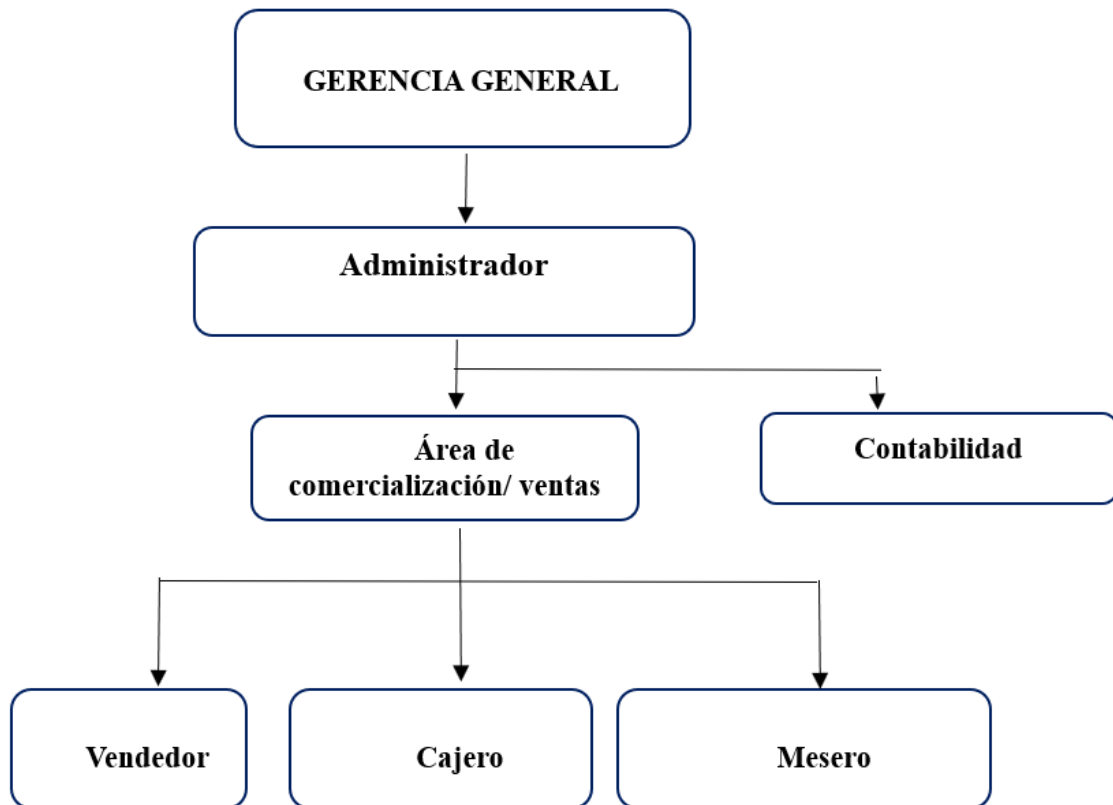 GERENCIA GENERAL
Administrador
Área de
comercialización/ ventas
Contabilidad
Vendedor
Cajero
Mesero